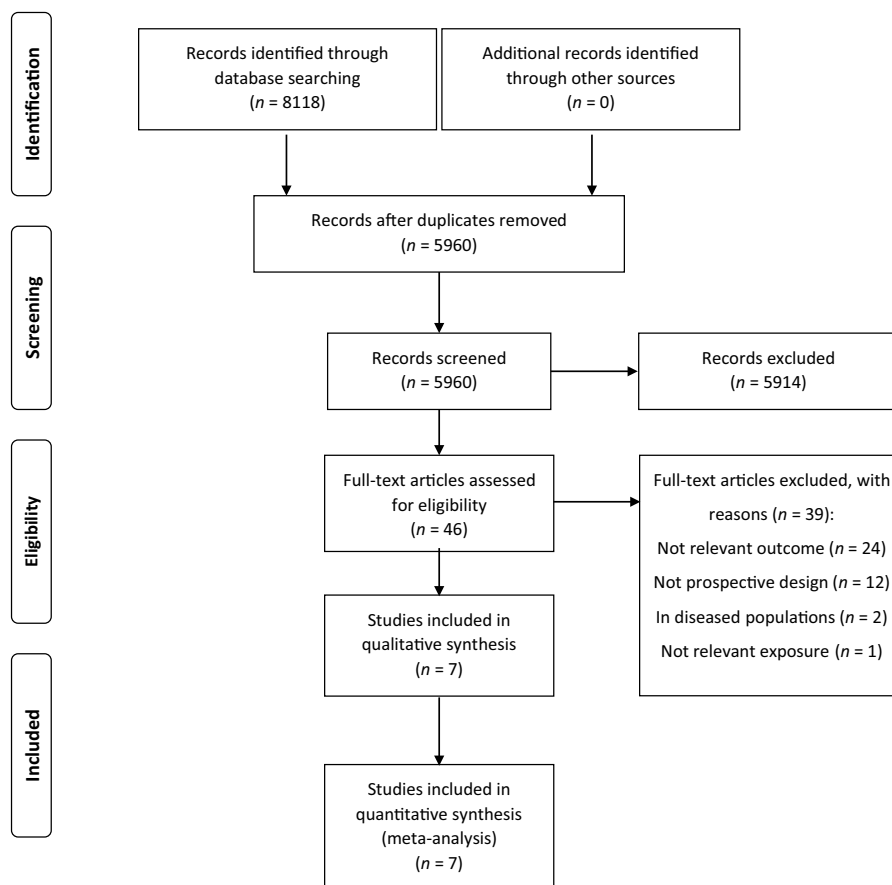 Identification
Records identified through
database searching
(n = 8118)
Additional records identified
through other sources
(n = 0)
Records after duplicates removed
(n = 5960)
Screening
Records screened
(n = 5960)
Records excluded
(n = 5914)
Eligibility
Full-text articles assessed
for eligibility
(n = 46)
Full-text articles excluded, with
reasons (n = 39):
Not relevant outcome (n = 24)
Not prospective design (n = 12)
In diseased populations (n = 2)
Not relevant exposure (n = 1)
Studies included in
qualitative synthesis
(n = 7)
Included
Studies included in
quantitative synthesis
(meta-analysis)
(n = 7)